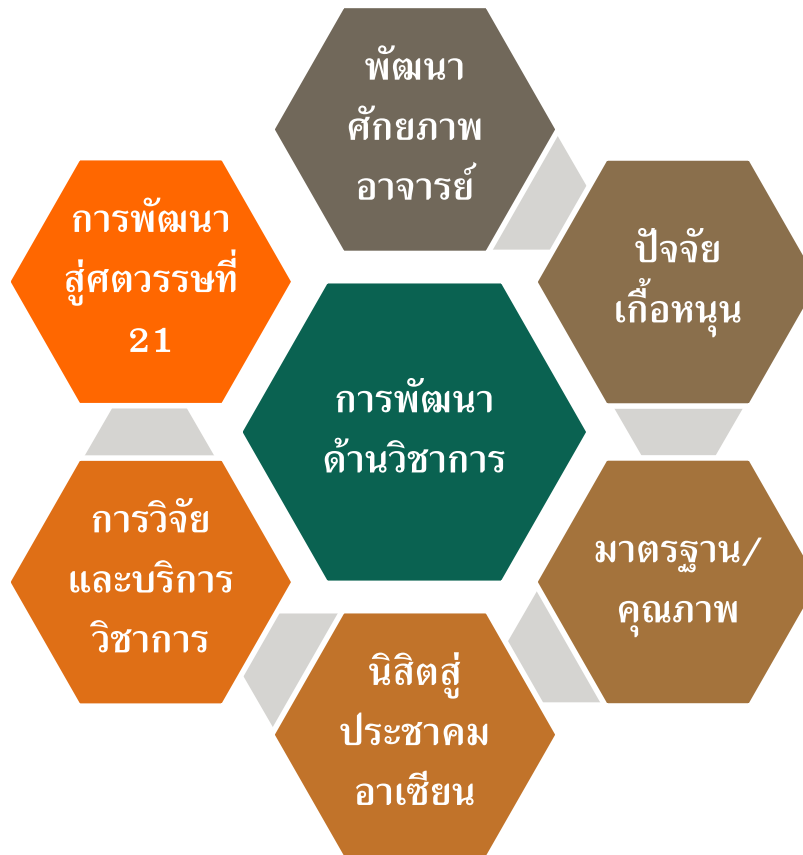 พัฒนา
ศักยภาพ
อาจารย์
ปัจจัย
เกื้อหนุน
มาตรฐาน/
คุณภาพ
นิสิตสู่
ประชาคม
อาเซียน
การวิจัย
และบริการ
วิชาการ
การพัฒนา
สู่ศตวรรษที่
21
การพัฒนา
ด้านวิชาการ